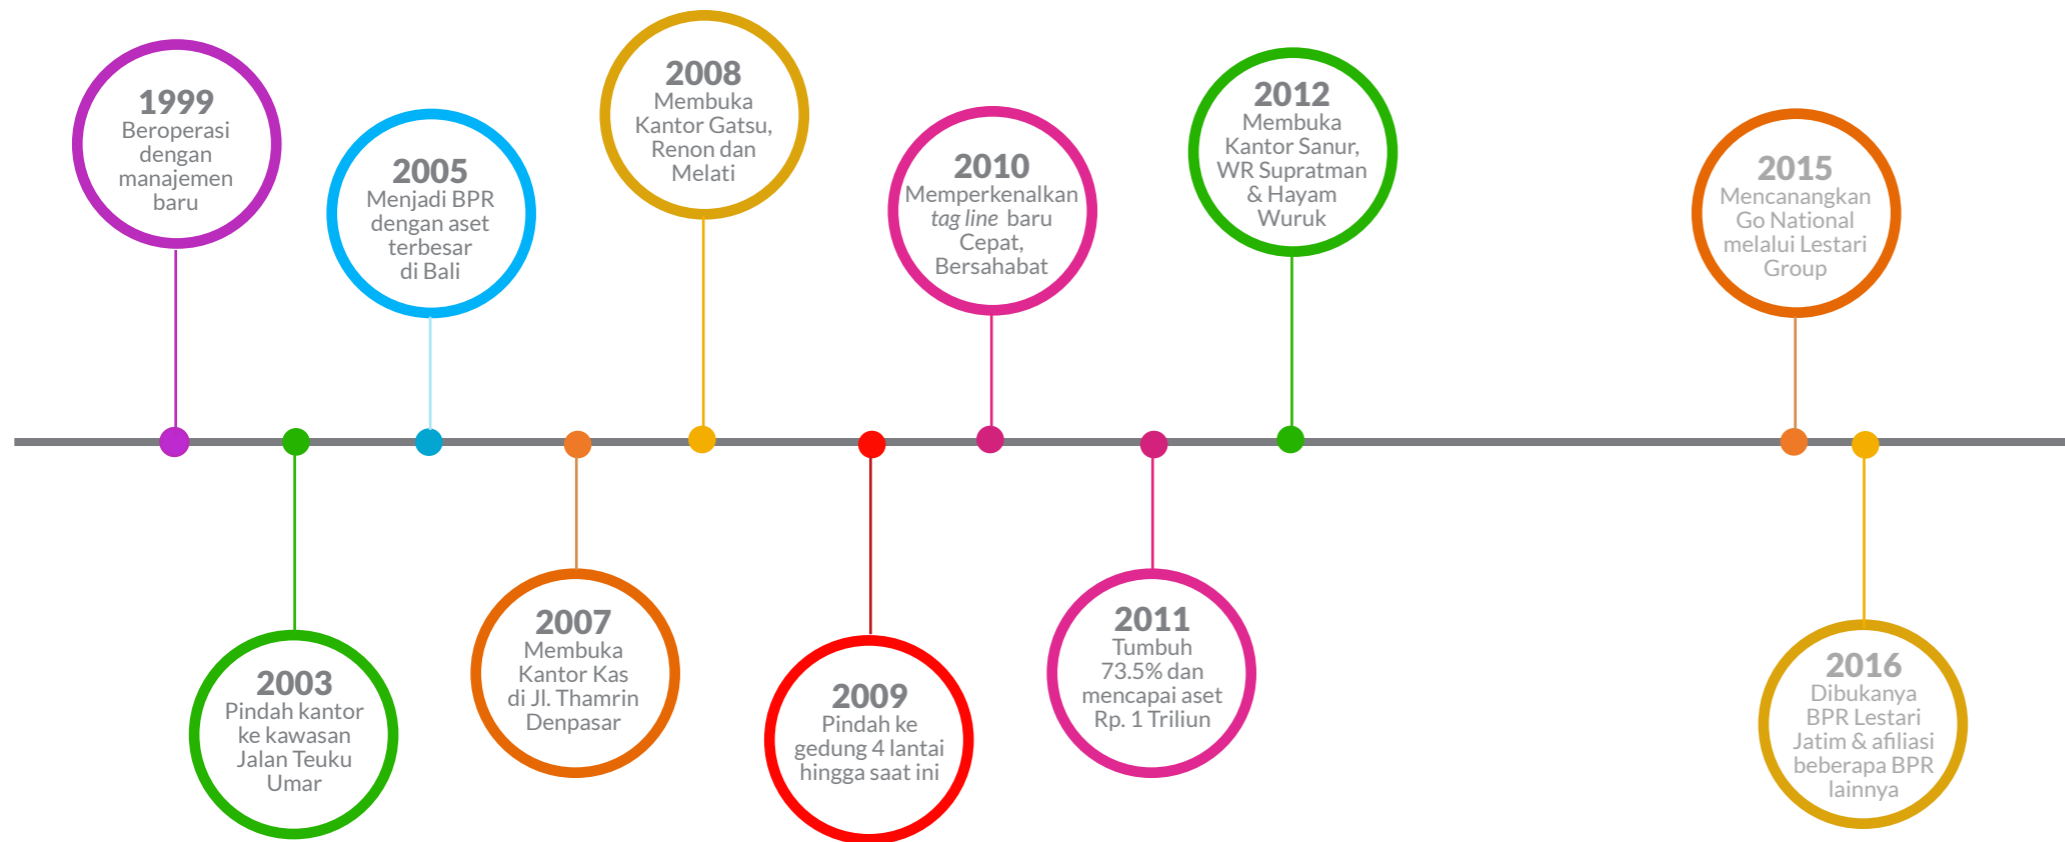 1999
Beroperasi
dengan
manajemen
baru
2003
Pindah kantor
ke kawasan
Jalan Teuku
Umar
2005
Menjadi BPR
dengan aset
terbesar
di Bali
2007
Membuka
Kantor Kas
di Jl. Thamrin
Denpasar
2008
Membuka
Kantor Gatsu,
Renon dan
Melati
2009
Pindah ke
gedung 4 lantai
hingga saat ini
2010
Memperkenalkan
tag line baru
Cepat,
Bersahabat
2011
Tumbuh
73.5% dan
mencapai aset
Rp. 1 Triliun
2012
Membuka
Kantor Sanur,
WR Supratman
& Hayam
Wuruk
2015
Mencanangkan
Go National
melalui Lestari
Group
2016
Dibukanya
BPR Lestari
Jatim & afiliasi
beberapa BPR
lainnya